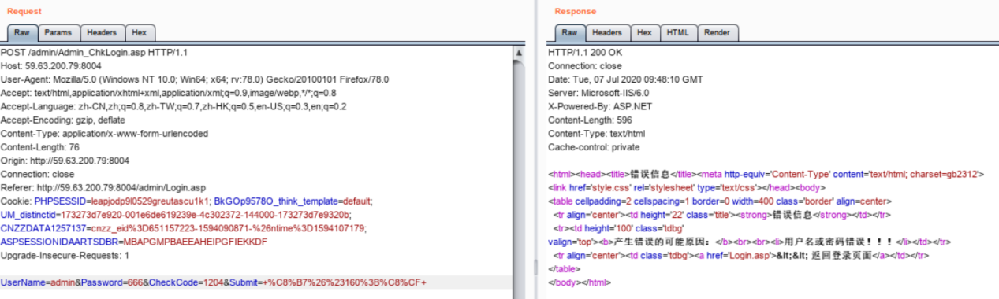 Request
Raw Params Headers Hex
POST /admin/Admin_ChkLogin.asp HTTP/1.1
Host: 59.63.200.79:8004
User-Agent: Mozilla/5.0 (Windows NT 10.0; Win64; x64; rv:78.0) Gecko/20100101 Firefox/78.0
Accept: text/html,application/xhtml+xml,application/xml;q=0.9,image/webp,*/*;q=0.8
Accept-Language: zh-CN,zh;q=0.8,zh-TW;q=0.7,zh-HK;q=0.5,en-US;q=0.3,en;q=0.2
Accept-Encoding: gzip, deflate
Content-Type: application/x-www-form-urlencoded
Content-Length: 76
Origin: http://59.63.200.79:8004
Connection: close
Referer: http://59.63.200.79:8004/admin/Login.asp
Cookie: PHPSESSID=leapjodp9l0529greutascu1k1; BkGOp9578O_think_template=default;
UM_distinctid=173273d7e920-001e6de619239e-4c302372-144000-173273d7e9320b;
CNZZDATA1257137=cnzz_eid%3D651157223-1594090871-%26ntime%3D1594107179;
ASPSESSIONIDAARTSDBR=MBAPGMPBAEEAHEIPGFIEKKDF
Upgrade-Insecure-Requests: 1
UserName=admin&Password=666&CheckCode=1204&Submit=+%C8%B7%26%23160%3B%C8%CF+
Response
Raw Headers Hex HTML Render
HTTP/1.1 200 OK
Connection: close
Date: Tue, 07 Jul 2020 09:48:10 GMT
Server: Microsoft-IIS/6.0
X-Powered-By: ASP.NET
Content-Length: 596
Content-Type: text/html
Cache-control: private
<html><head><title>错误信息</title><meta http-equiv='Content-Type' content='text/html; charset=gb2312'>
<link href='style.css' rel='stylesheet' type='text/css'></head><body>
<table cellpadding=2 cellspacing=1 border=0 width=400 class='border' align=center>
<tr align='center'><td height='22' class='title'><strong>错误信息</strong></td></tr>
<tr><td height='100' class='tdbg'
valign='top'><b>产生错误的可能原因：</b><br><br><li>用户名或密码错误！！！</li></td></tr>
<tr align='center'><td class='tdbg'><a href='Login.asp'>&lt;&lt; 返回登录页面</a></td></tr>
</table>
</body></html>